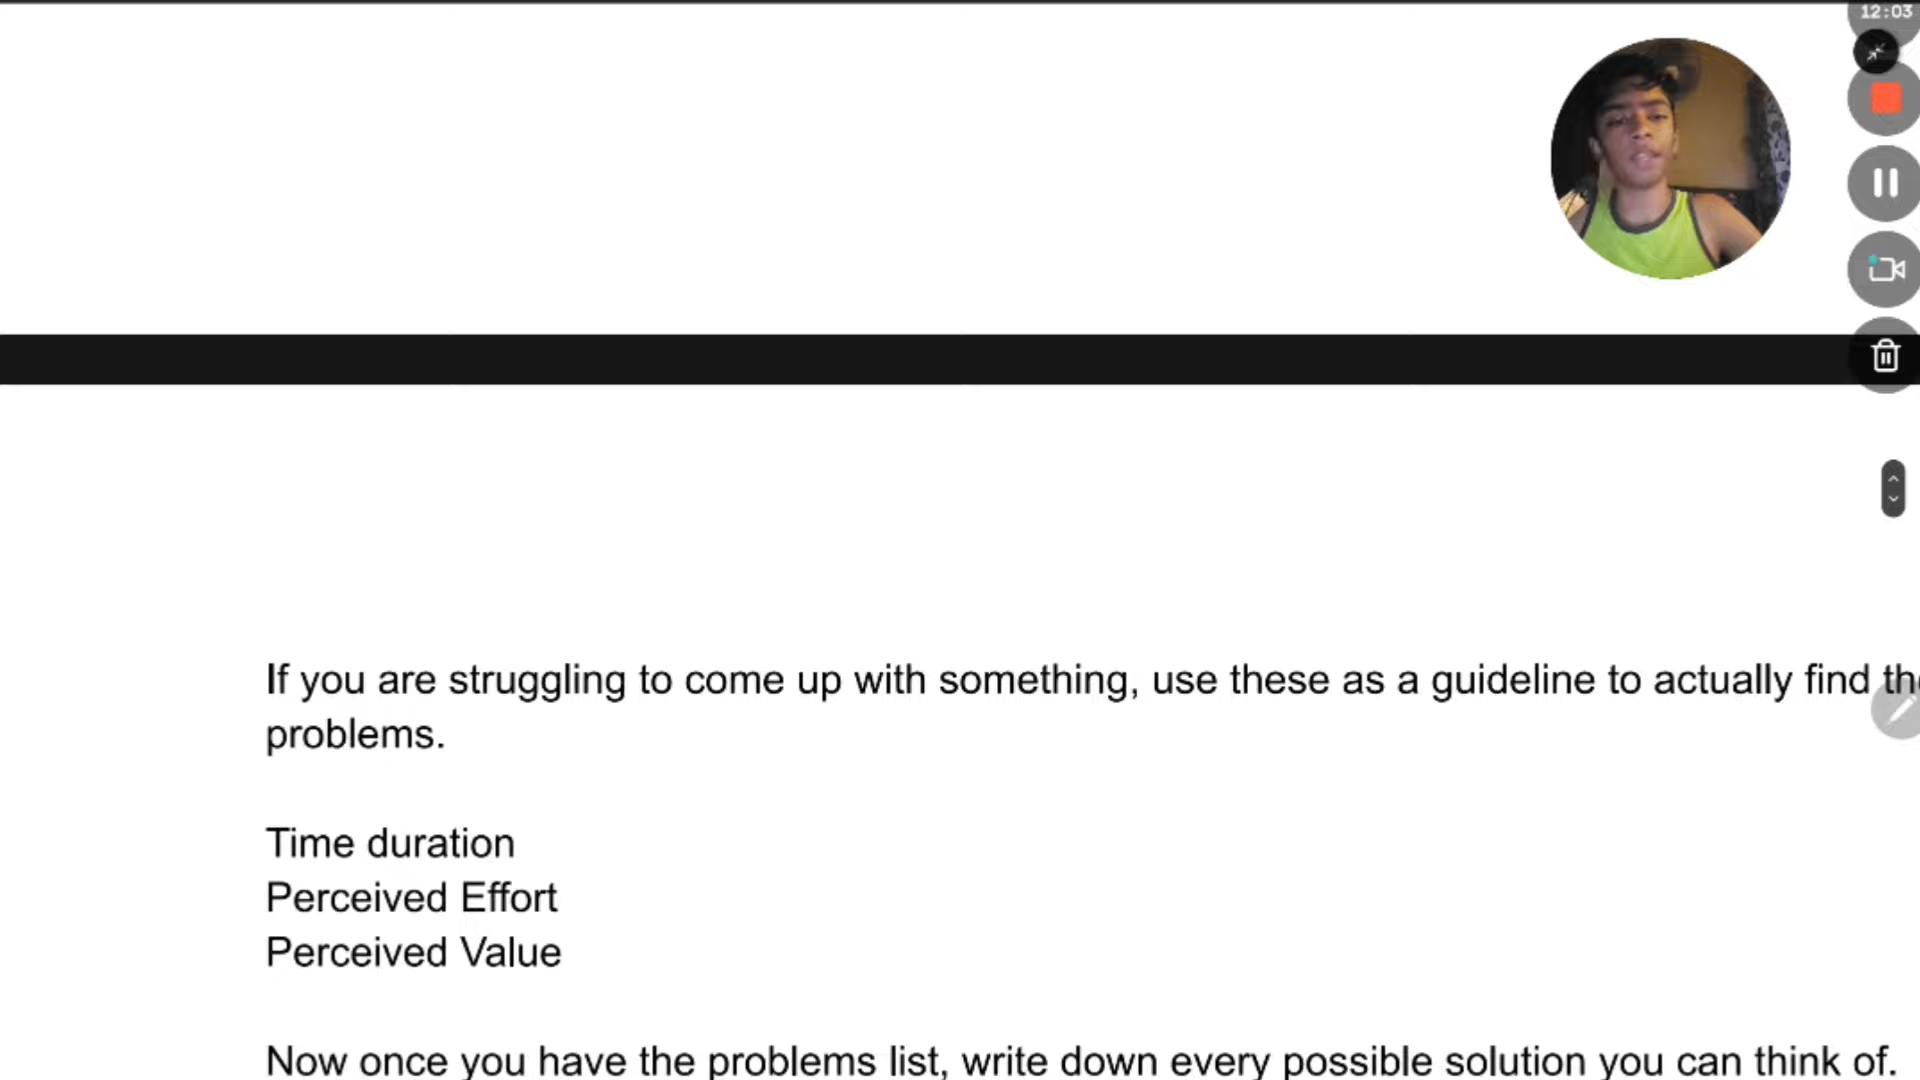 12:03
If you are struggling to come up with something, use these as a guideline to actually find the
problems.
Time duration
Perceived Effort
Perceived Value
Now once you have the problems list, write down every possible solution you can think of.